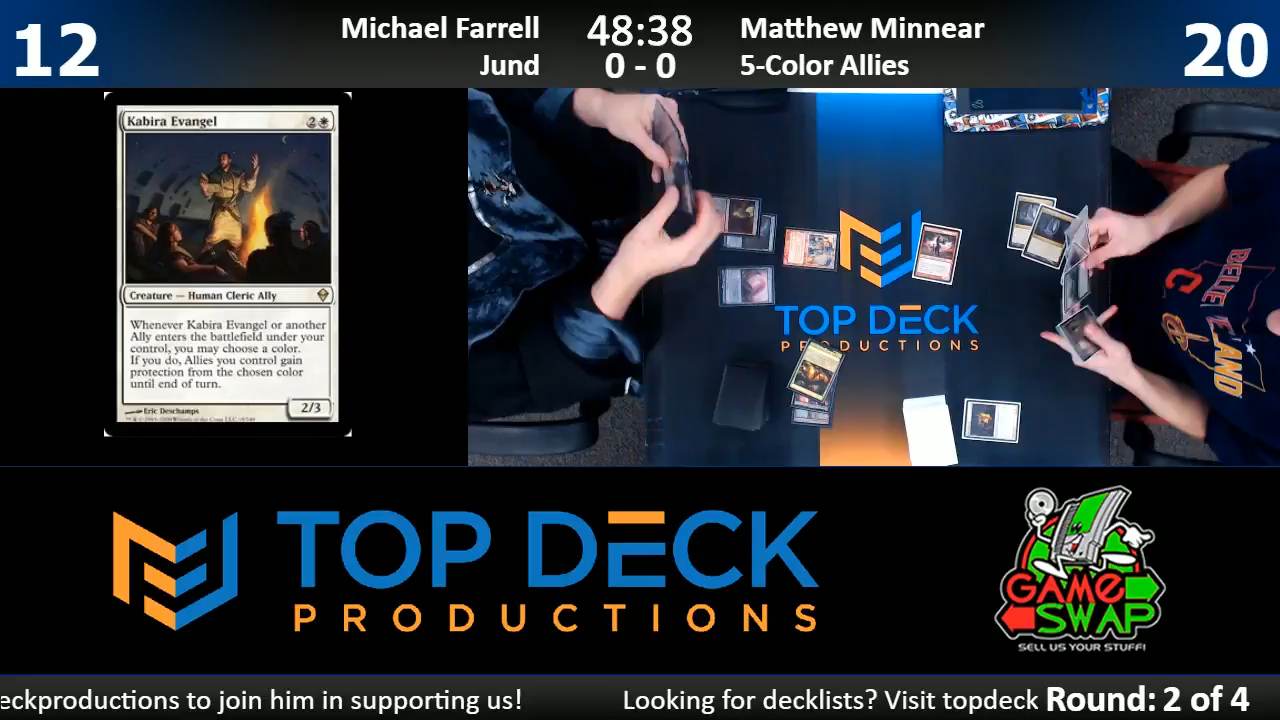 12
Michael Farrell
Jund
48:38
0 - 0
Matthew Minnear
5-Color Allies
20
Kabira Evangel
2
Creature — Human Cleric Ally
Whenever Kabira Evangel or another
Ally enters the battlefield under your
control, you may choose a color.
If you do, Allies you control gain
protection from the chosen color
until end of turn.
Eric Deschamps
2/3
TOP DECK
PRODUCTIONS
TOP DECK
PRODUCTIONS
GAME
SWAP
SELL US YOUR STUFF!
eckproductions to join him in supporting us!
Looking for decklists? Visit topdeck
Round: 2 of 4